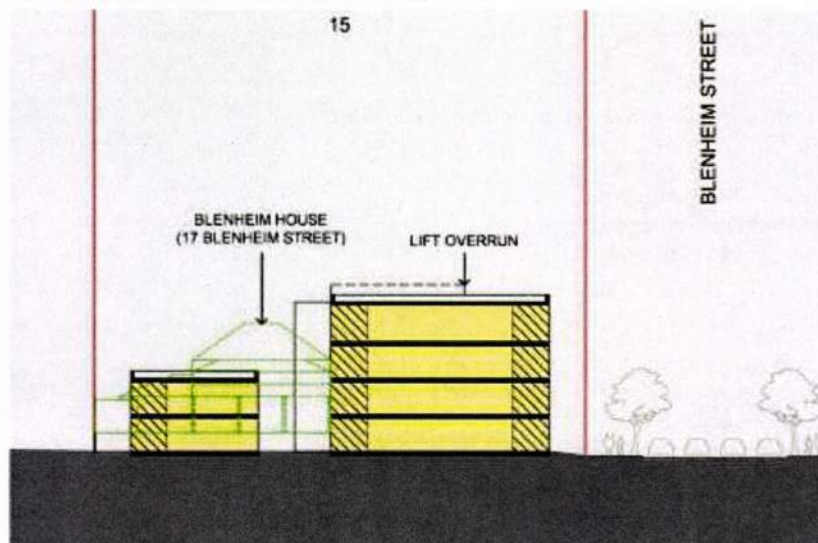 15
BLENHEIM STREET
BLENHEIM HOUSE
(17 BLENHEIM STREET)
LIFT OVERRUN